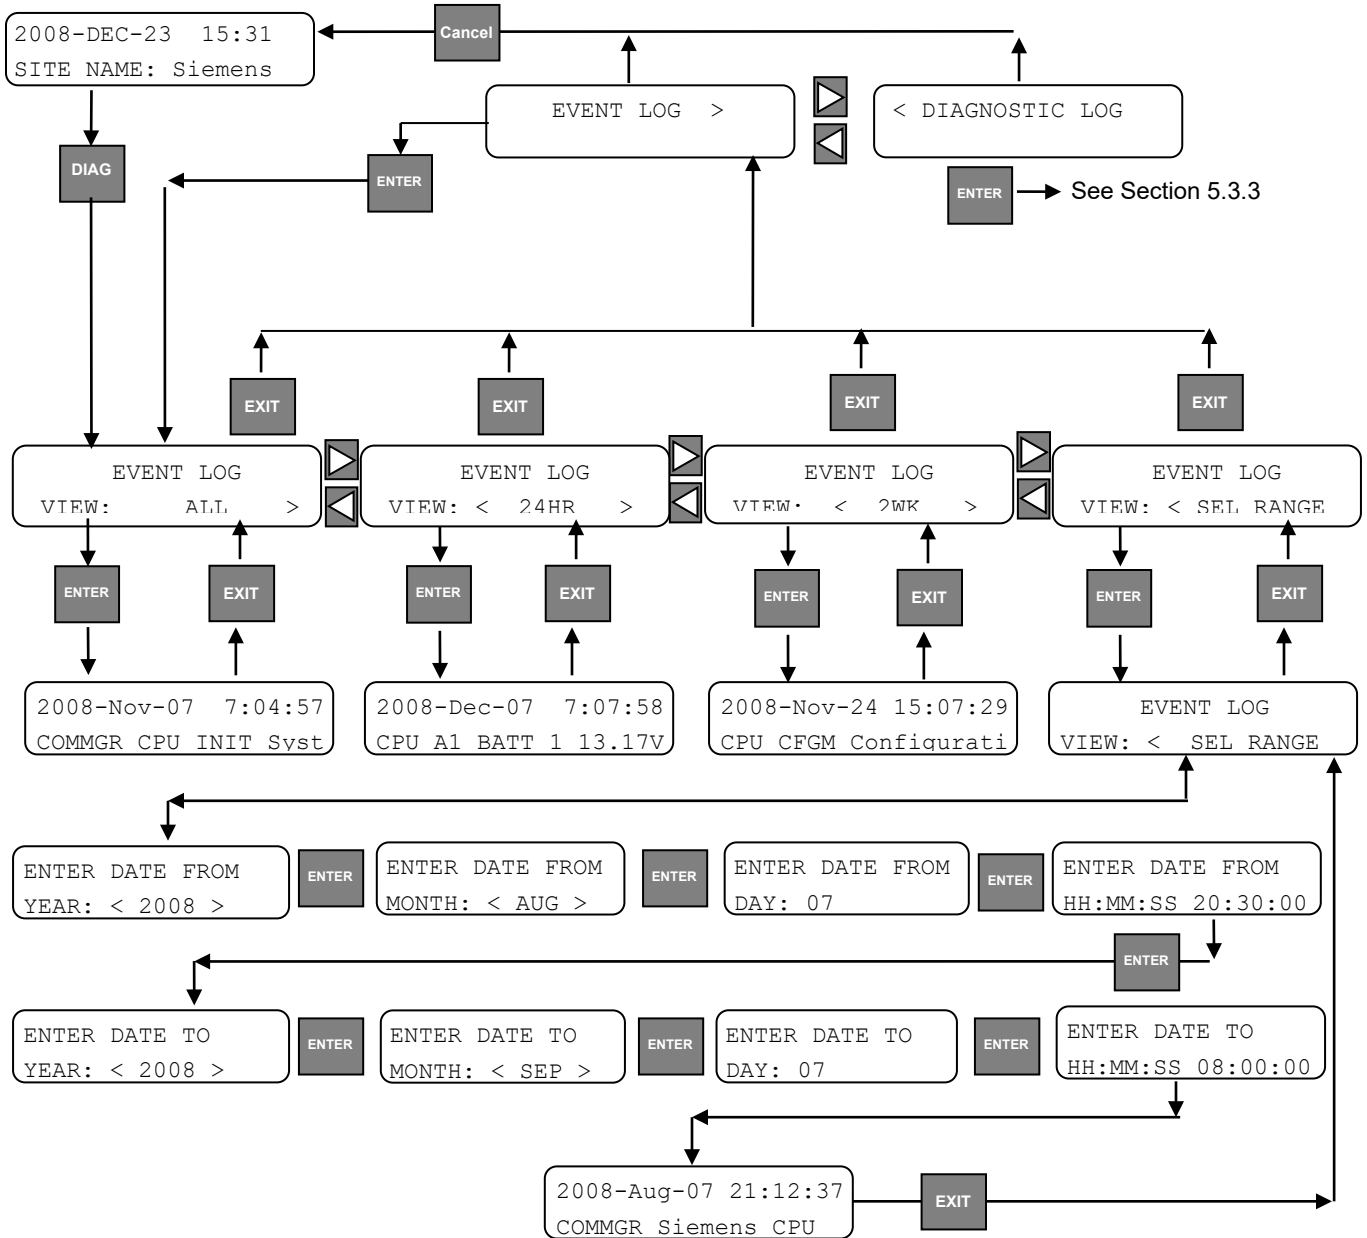 2008-DEC-23 15:31
SITE NAME: Siemens
Cancel
EVENT LOG >
< DIAGNOSTIC LOG
DIAG
ENTER
ENTER
See Section 5.3.3
EXIT
EXIT
EXIT
EXIT
EVENT LOG
VIEW: ALL >
EVENT LOG
VIEW: < 24HR >
EVENT LOG
VIEW: < 2WK >
EVENT LOG
VIEW: < SEL RANGE
ENTER
EXIT
ENTER
EXIT
ENTER
EXIT
ENTER
EXIT
2008-Nov-07 7:04:57
COMMGR CPU INIT Syst
2008-Dec-07 7:07:58
CPU A1 BATT 1 13.17V
2008-Nov-24 15:07:29
CPU CFGM Configurati
EVENT LOG
VIEW: < SEL RANGE
ENTER DATE FROM
YEAR: < 2008 >
ENTER
ENTER DATE FROM
MONTH: < AUG >
ENTER
ENTER DATE FROM
DAY: 07
ENTER
ENTER DATE FROM
HH:MM:SS 20:30:00
ENTER
ENTER DATE TO
YEAR: < 2008 >
ENTER
ENTER DATE TO
MONTH: < SEP >
ENTER
ENTER DATE TO
DAY: 07
ENTER
ENTER DATE TO
HH:MM:SS 08:00:00
2008-Aug-07 21:12:37
COMMGR Siemens CPU
EXIT